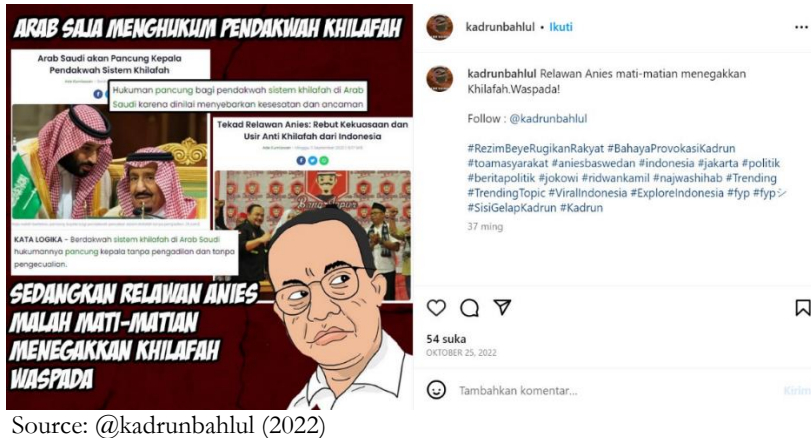 ARAB SAJA MENGHUKUM PENDAKWAH KHILAFAH
Arab Saudi akan Pancung Kepala
Pendakwah Sistem Khilafah
Hukuman pancung bagi pendakwah sistem khilafah di Arab
Saudi karena dinilai menyebarkan kesesatan dan ancaman
Tekad Relawan Anies: Rebut Kekuasaan dan
Usir Anti Khilafah dari Indonesia
KATA LOGIKA - Berdakwah sistem khilafah di Arab Saudi
hukumannya pancung kepala tanpa pengadilan dan tanpa
pengecualian.
SEDANGKAN RELAWAN ANIES
MALAH MATI-MATIAN
MENEGAKKAN KHILAFAH
WASPADA
kadrunbahlul • Ikuti
kadrunbahlul Relawan Anies mati-matian menegakkan
Khilafah.Waspada!
Follow : @kadrunbahlul
#RezimBeyeRugikanRakyat #BahayaProvokasiKadrun
#toamasyarakat #aniesbaswedan #indonesia #jakarta #politik
#beritapolitik #jokowi #ridwankamil #najwashihab #Trending
#TrendingTopic #ViralIndonesia #ExploreIndonesia #fyp #fypシ
#SisiGelapKadrun #Kadrun
37 ming
54 suka
OKTOBER 25, 2022
Tambahkan komentar...
Kirim
Source: @kadrunbahlul (2022)